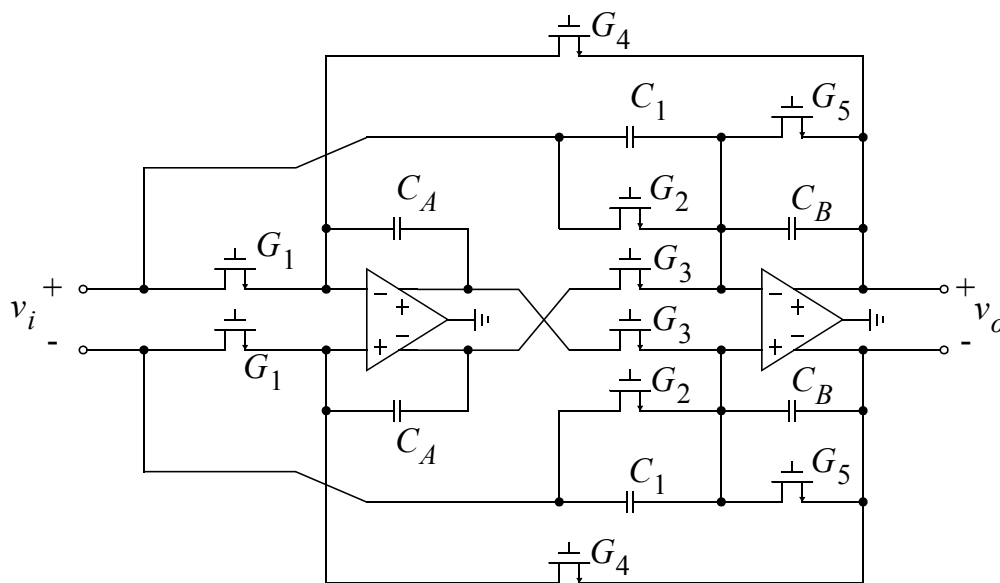 G4
C1
G5
CA
G2
CB
G1
G3
+
−
+
+
vi
vo
-
+
−
G3
+
−
-
G1
G2
CB
CA
C1
G5
G4